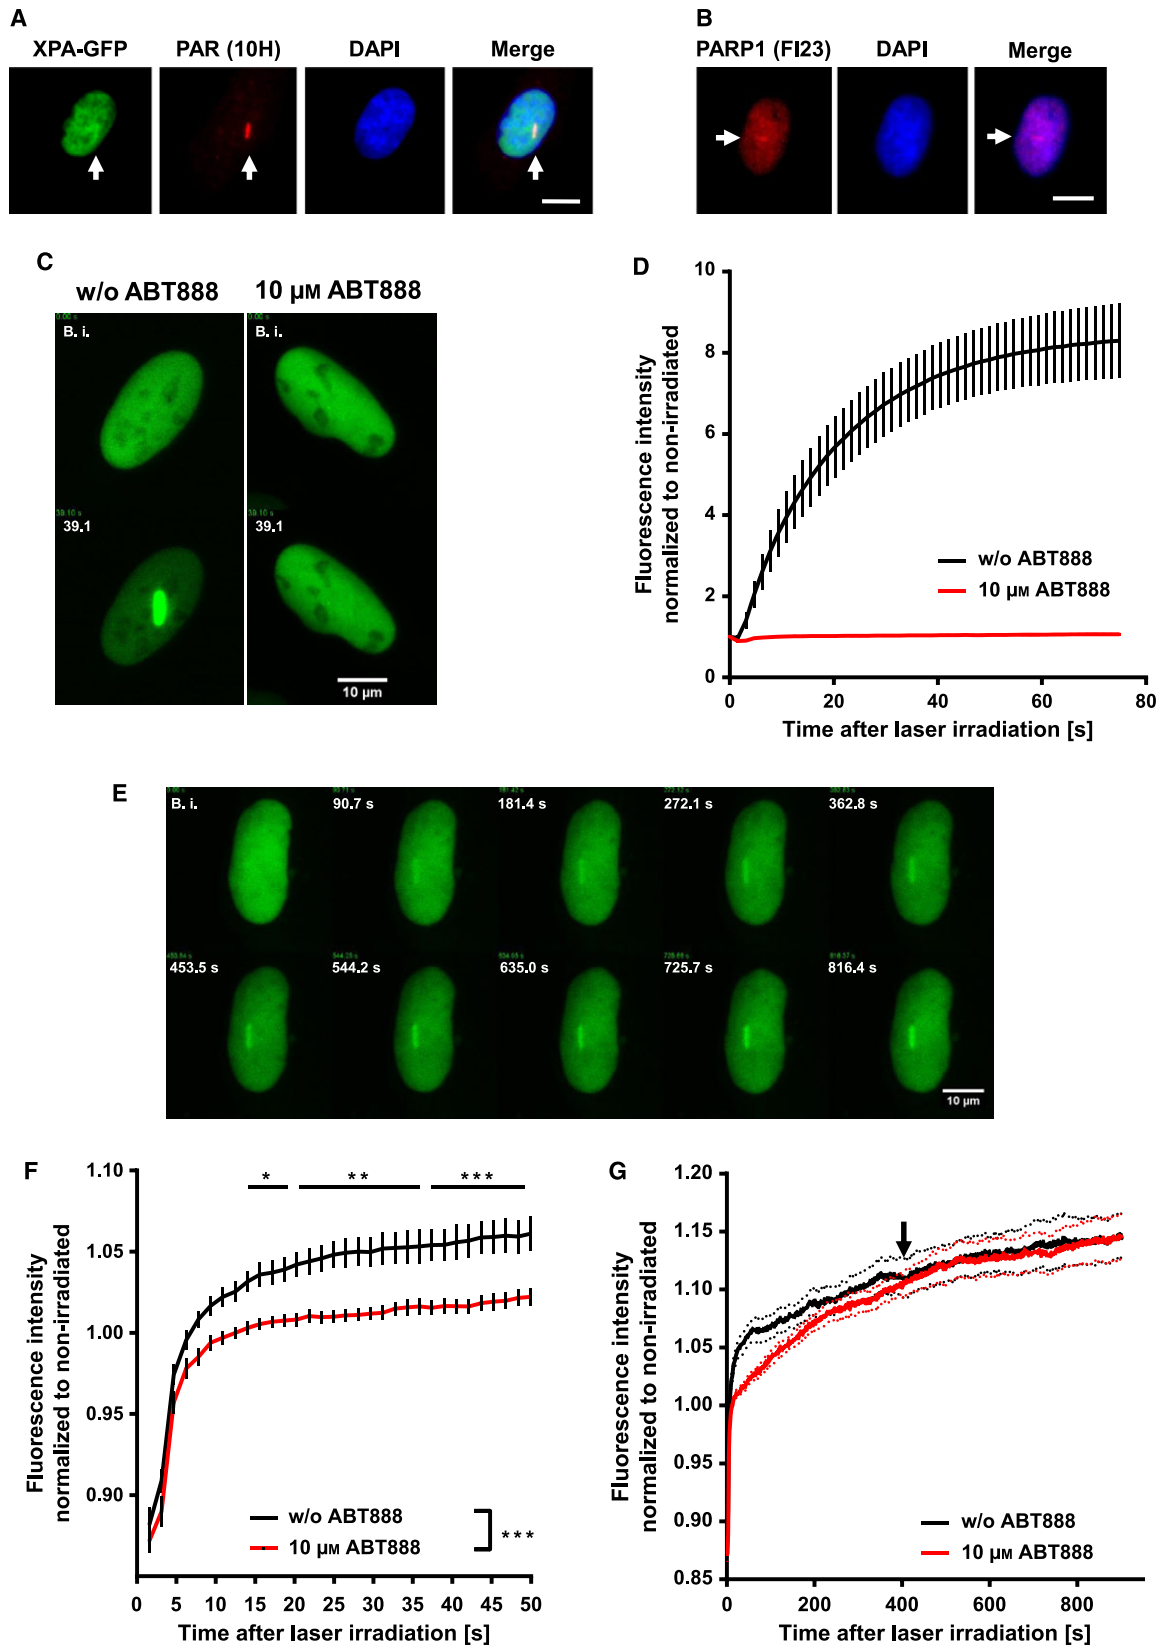 A
XPA-GFP PAR (10H) DAPI Merge
B
PARP1 (FI23) DAPI Merge
C
w/o ABT888 10 µM ABT888
0.00 s
B. i.
B. i.
39.10 s
39.1
39.10 s
39.1
10 µm
D
Fluorescence intensity
normalized to non-irradiated
10
8
6
4
2
0
w/o ABT888
10 µM ABT888
0 20 40 60 80
Time after laser irradiation [s]
E
B. i. 90.7 s 181.4 s 272.1 s 362.8 s
453.5 s 544.2 s 635.0 s 725.7 s 816.4 s
10 µm
F
Fluorescence intensity
normalized to non-irradiated
1.10
1.05
1.00
0.95
0.90
* ** ***
w/o ABT888
10 µM ABT888
***
0 5 10 15 20 25 30 35 40 45 50
Time after laser irradiation [s]
G
Fluorescence intensity
normalized to non-irradiated
1.20
1.15
1.10
1.05
1.00
0.95
0.90
0.85
w/o ABT888
10 µM ABT888
0 200 400 600 800
Time after laser irradiation [s]